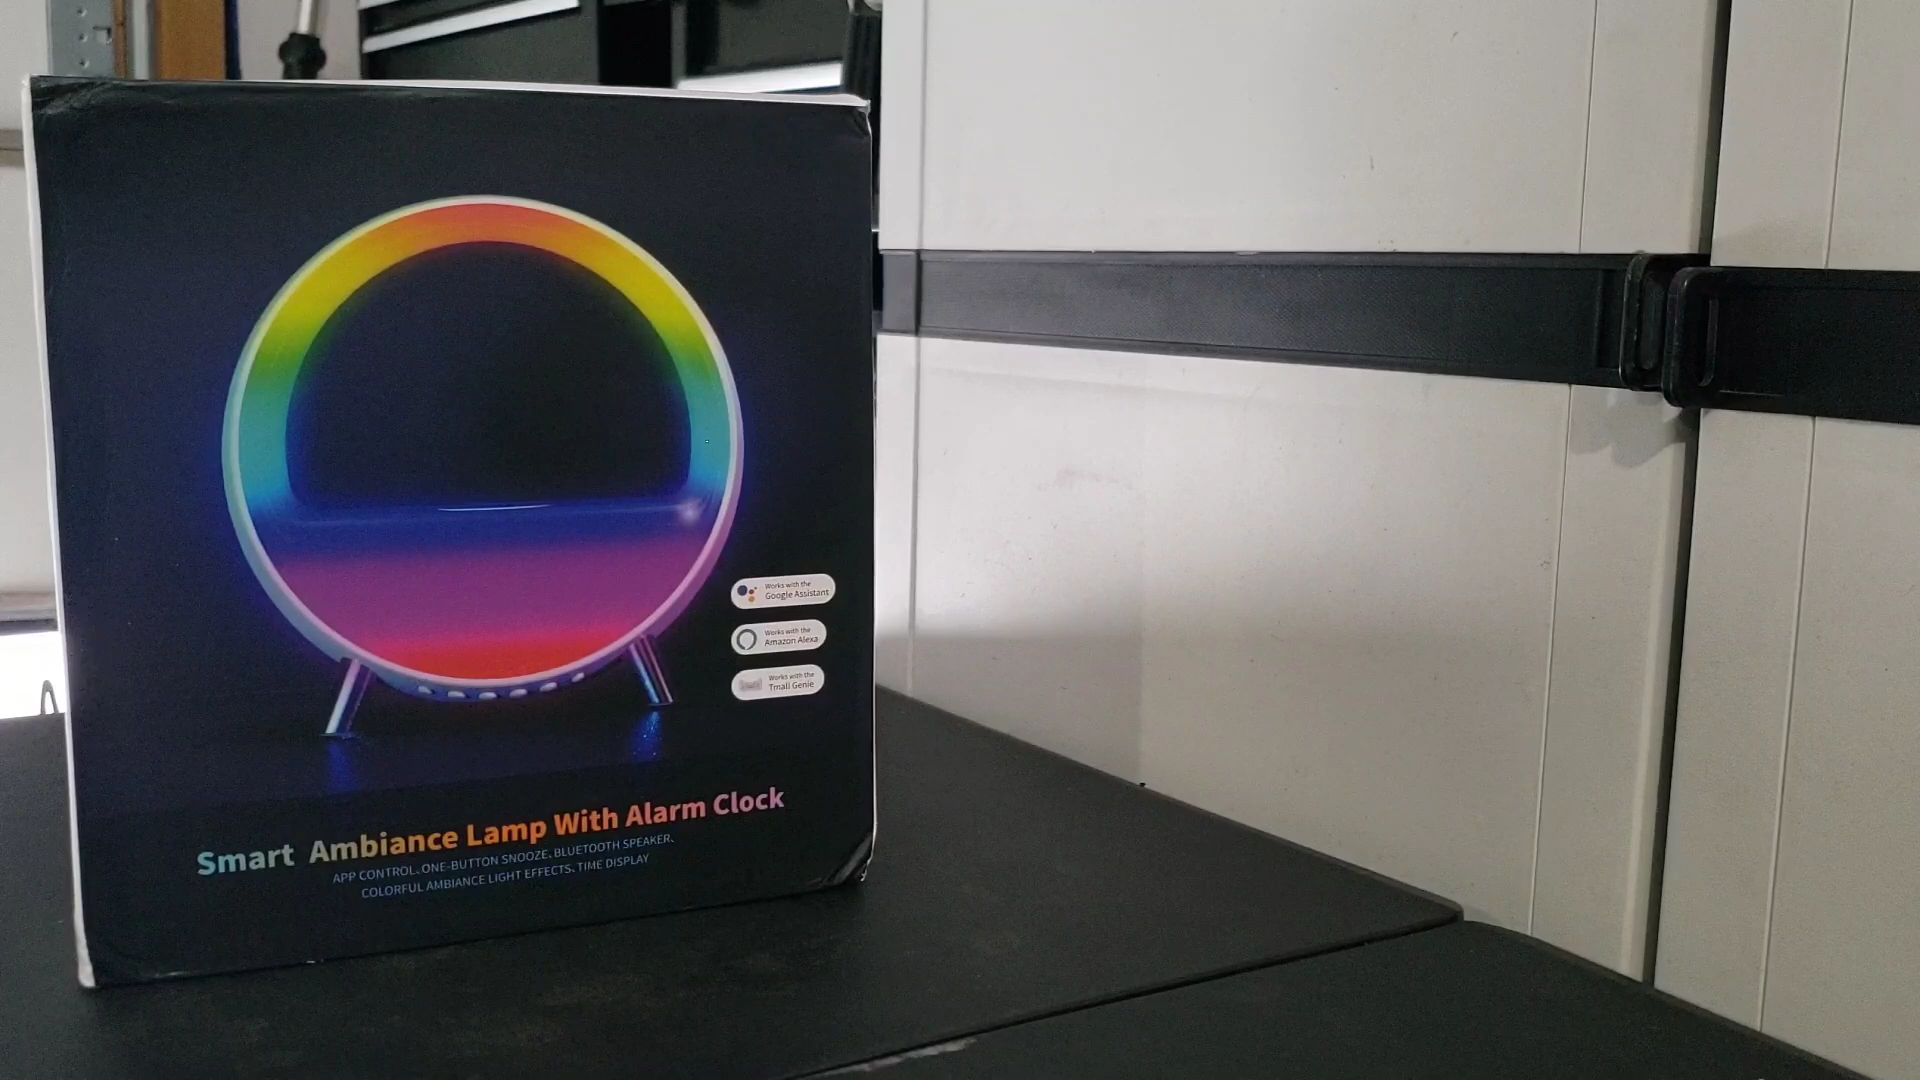 Works with the
Google Assistant
Works with the
Amazon Alexa
Works with the
Tmall Genie
Smart Ambiance Lamp With Alarm Clock
APP CONTROL、ONE-BUTTON SNOOZE、BLUETOOTH SPEAKER、
COLORFUL AMBIANCE LIGHT EFFECTS、TIME DISPLAY